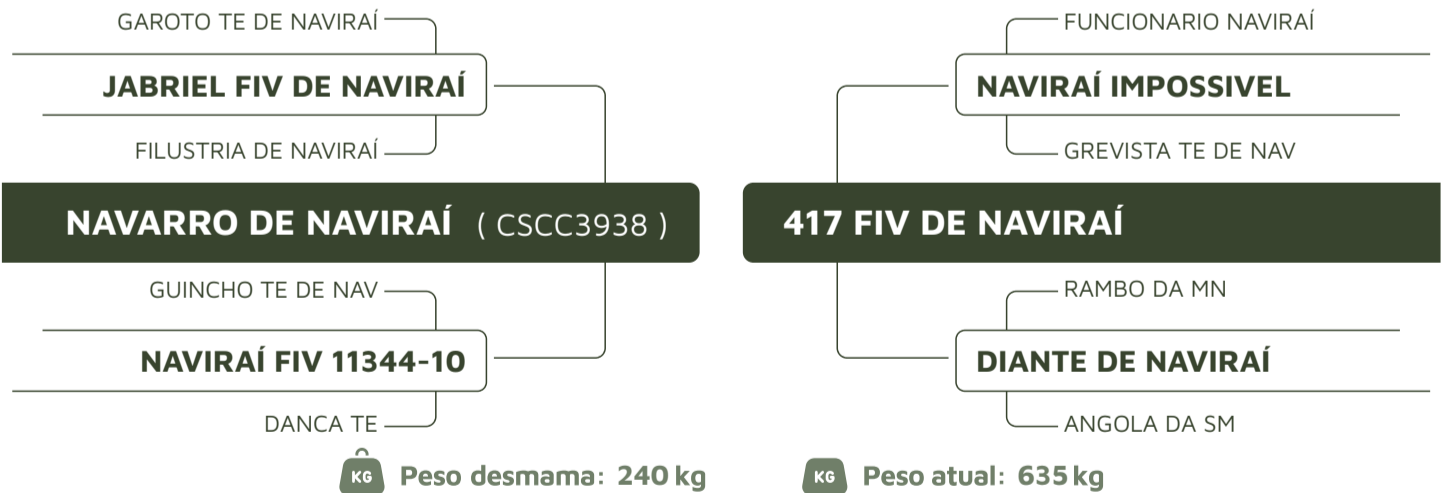 GAROTO TE DE NAVIRAÍ
JABRIEL FIV DE NAVIRAÍ
FILUSTRIA DE NAVIRAÍ
NAVARRO DE NAVIRAÍ ( CSCC3938 )
GUINCHO TE DE NAV
NAVIRAÍ FIV 11344-10
DANCA TE
FUNCIONARIO NAVIRAÍ
NAVIRAÍ IMPOSSIVEL
GREVISTA TE DE NAV
417 FIV DE NAVIRAÍ
RAMBO DA MN
DIANTE DE NAVIRAÍ
ANGOLA DA SM
KG Peso desmama: 240 kg
KG Peso atual: 635 kg